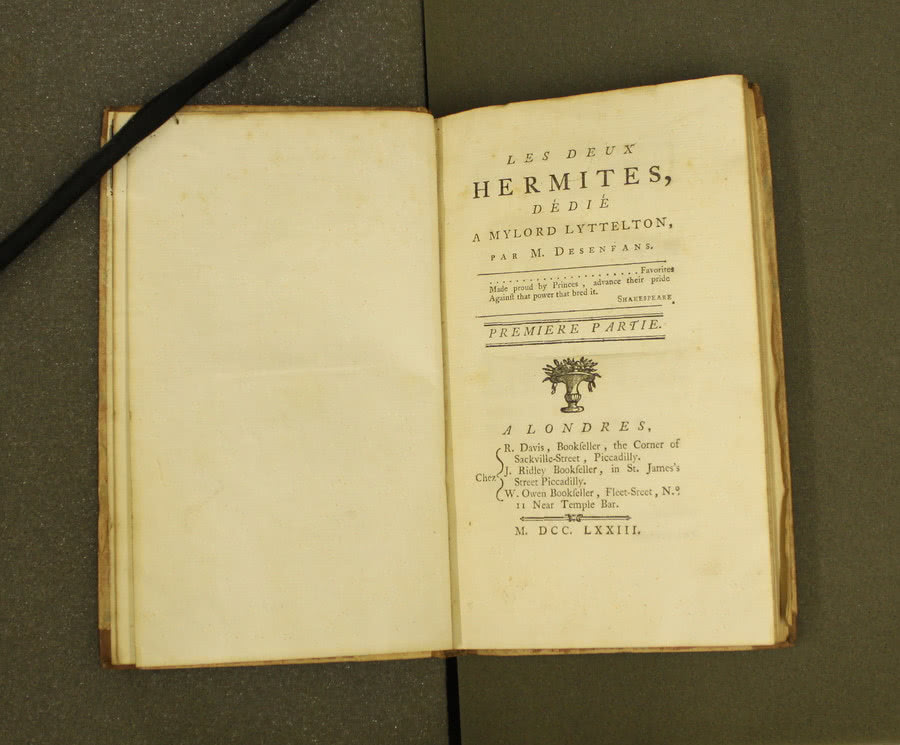 LES DEUX
HERMITES,
DÉDIÉ
A MYLORD LYTTELTON,
PAR M. DESENFANS.
. . . . . . . . . . . . . . . . . . . . . . Favorites
Made proud by Princes , advance their pride
Againſt that power that bred it.
SHAKESPEARE.
PREMIERE PARTIE.
A LONDRES,
R. Davis , Bookſeller , the Corner of
Sackville-Street , Piccadilly.
Chez J. Ridley Bookſeller , in St. James's
Street Piccadilly.
W. Owen Bookſeller , Fleet-Sreet , N.º
11 Near Temple Bar.
M. DCC. LXXIII.